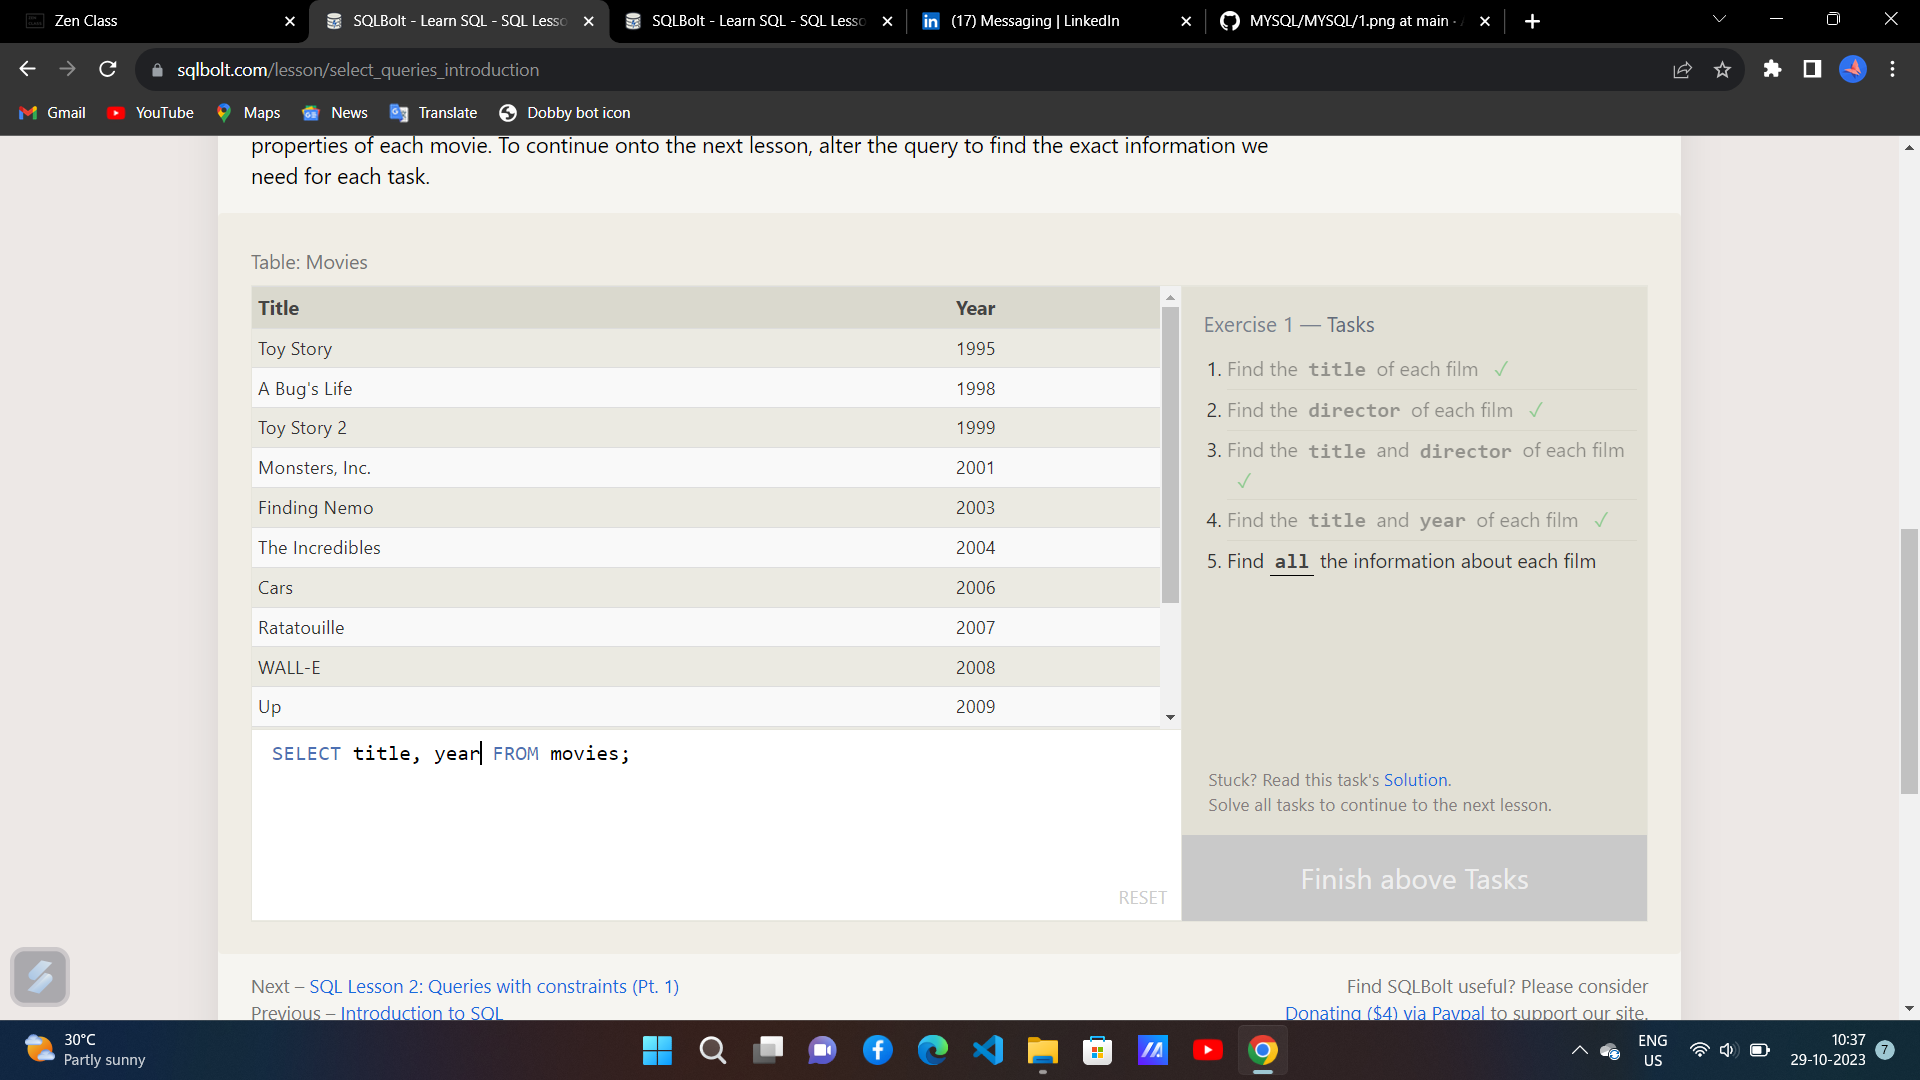 Zen Class
SQLBolt - Learn SQL - SQL Lesso
SQLBolt - Learn SQL - SQL Lesso
(17) Messaging | LinkedIn
MYSQL/MYSQL/1.png at main ·
sqlbolt.com/lesson/select_queries_introduction
Gmail
YouTube
Maps
News
Translate
Dobby bot icon
properties of each movie. To continue onto the next lesson, alter the query to find the exact information we
need for each task.
Table: Movies
Title Year
Toy Story 1995
A Bug's Life 1998
Toy Story 2 1999
Monsters, Inc. 2001
Finding Nemo 2003
The Incredibles 2004
Cars 2006
Ratatouille 2007
WALL-E 2008
Up 2009
SELECT title, year FROM movies;
RESET
Exercise 1 — Tasks
1. Find the title of each film ✓
2. Find the director of each film ✓
3. Find the title and director of each film
✓
4. Find the title and year of each film ✓
5. Find all the information about each film
Stuck? Read this task's Solution.
Solve all tasks to continue to the next lesson.
Finish above Tasks
Next – SQL Lesson 2: Queries with constraints (Pt. 1)
Previous – Introduction to SQL
Find SQLBolt useful? Please consider
Donating ($4) via Paypal to support our site.
30°C
Partly sunny
ENG
US
10:37
29-10-2023
7